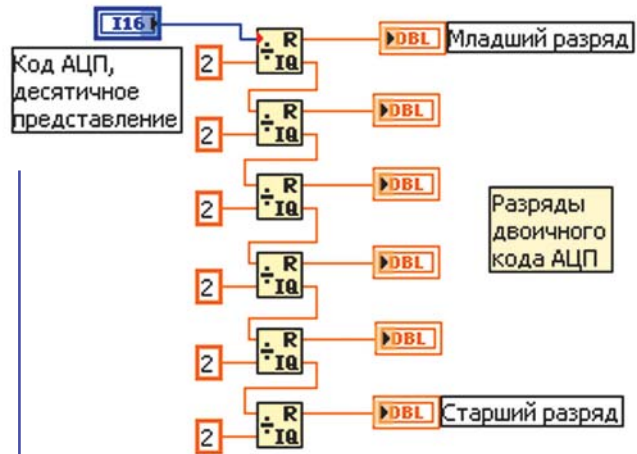 I16
R
DBL
Младший разряд
2
÷
IQ
Код АЦП,
десятичное
представление
R
DBL
2
÷
IQ
R
DBL
2
÷
IQ
Разряды
двоичного
кода АЦП
R
DBL
2
÷
IQ
R
DBL
2
÷
IQ
R
DBL
Старший разряд
2
÷
IQ